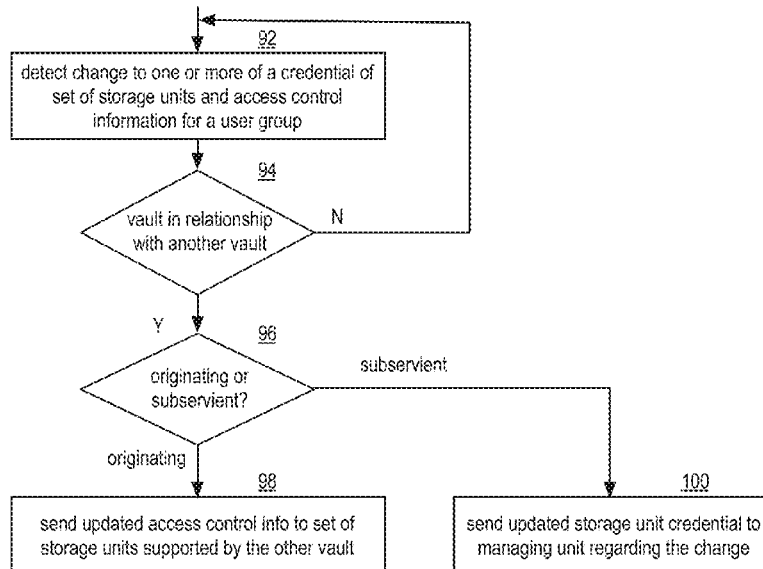 92
detect change to one or more of a credential of
set of storage units and access control
information for a user group
94
vault in relationship
with another vault
N
Y
96
originating or
subservient?
subservient
originating
98
send updated access control info to set of
storage units supported by the other vault
100
send updated storage unit credential to
managing unit regarding the change